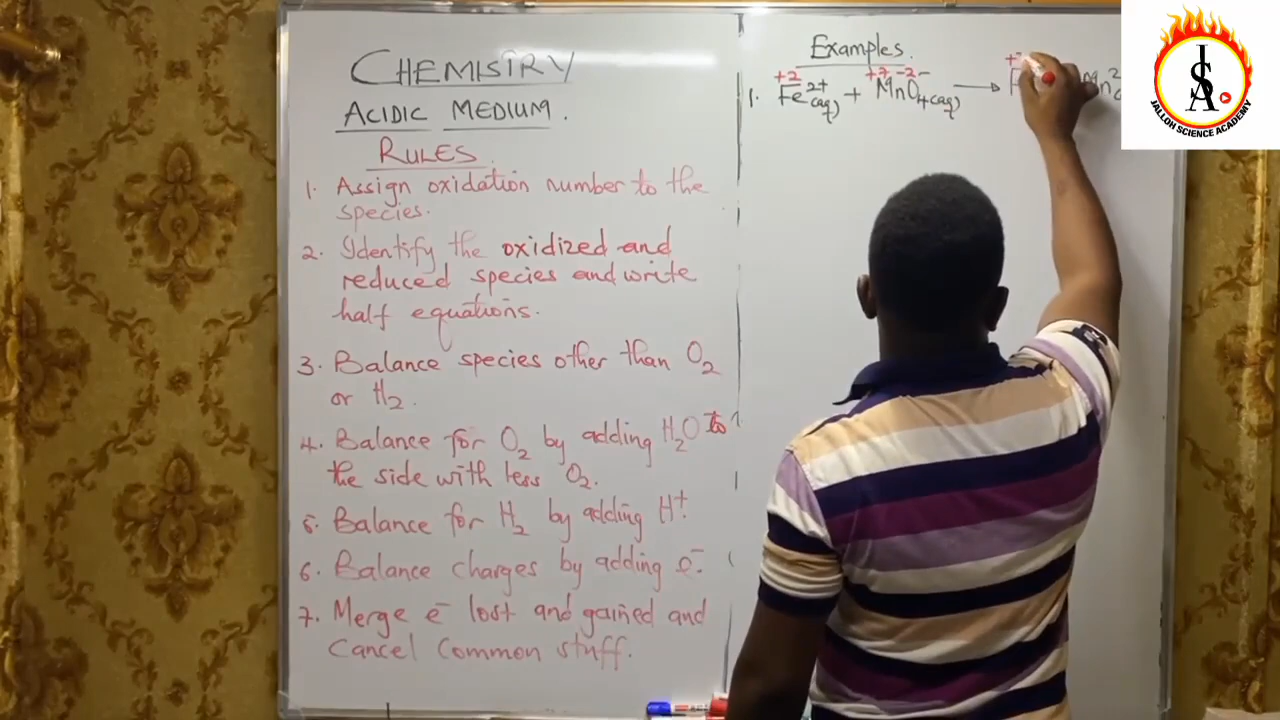 CHEMISTRY
ACIDIC MEDIUM.
RULES.
1. Assign oxidation number to the
species.
2. Identify the oxidized and
reduced species and write
half equations.
3. Balance species other than O₂
or H₂.
4. Balance for O₂ by adding H₂O to
the side with less O₂.
5. Balance for H₂ by adding H⁺.
6. Balance charges by adding e⁻.
7. Merge e⁻ lost and gained and
Cancel Common stuff.
Examples.
+2 +7 -2
1. Fe²⁺(aq) + MnO₄⁻(aq) →
JSA
JALLOH SCIENCE ACADEMY